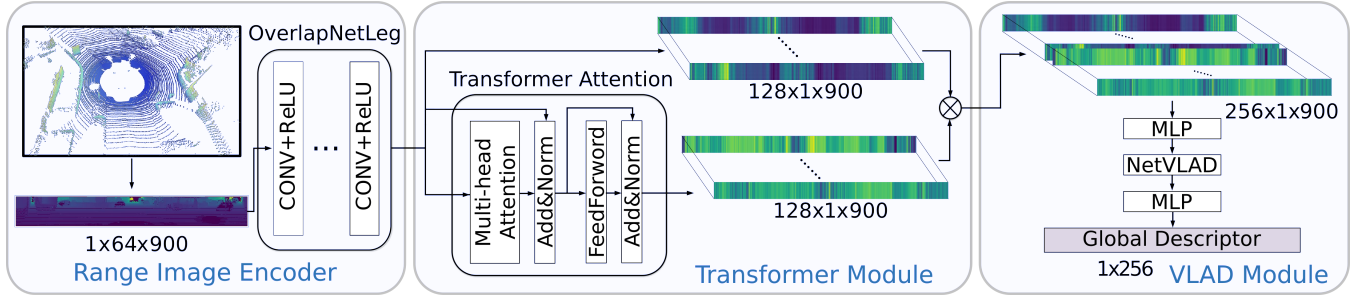 OverlapNetLeg
CONV+ReLU
...
CONV+ReLU
1x64x900
Range Image Encoder
Transformer Attention
Multi-head
Attention
Add&Norm
FeedForword
Add&Norm
128x1x900
128x1x900
Transformer Module
256x1x900
MLP
NetVLAD
MLP
Global Descriptor
1x256
VLAD Module